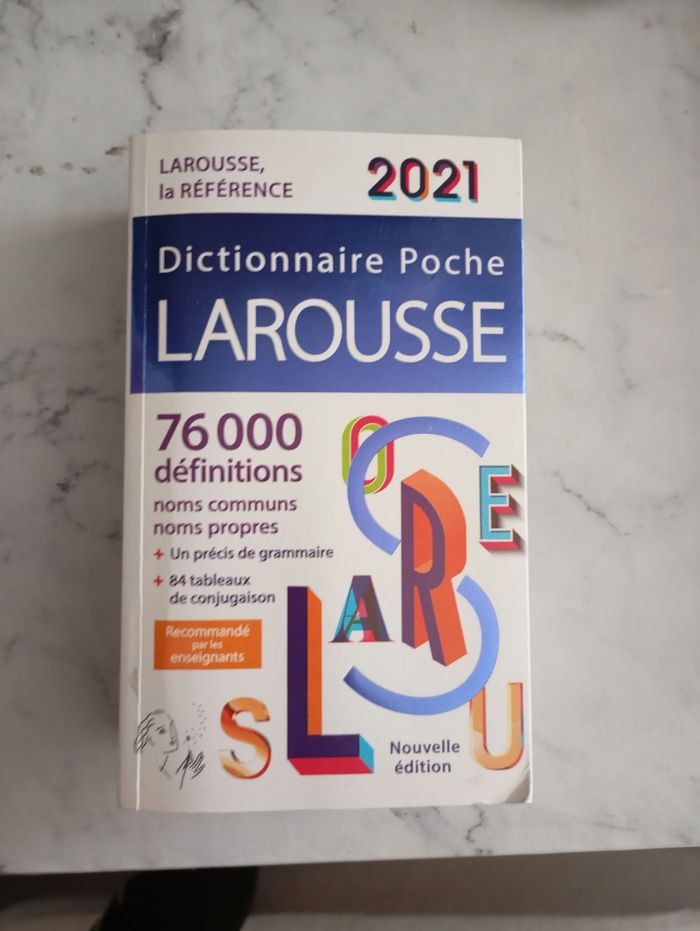 LAROUSSE,
la RÉFÉRENCE
2021
Dictionnaire Poche
LAROUSSE
76 000
définitions
noms communs
noms propres
+ Un précis de grammaire
+ 84 tableaux
de conjugaison
Recommandé
par les
enseignants
O
S
E
R
A
L
S
U
Nouvelle
édition